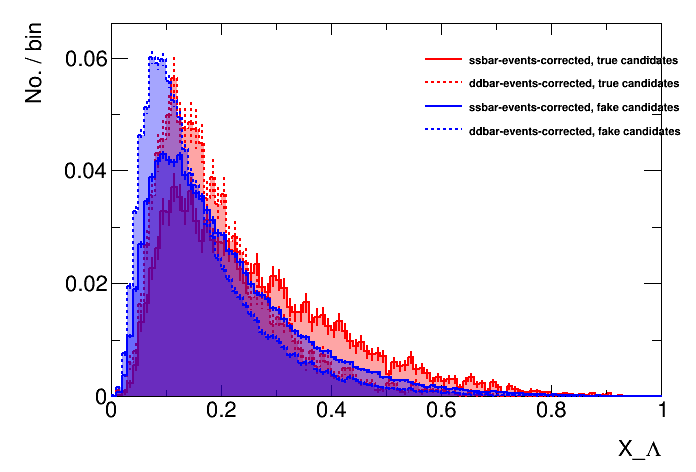 No. / bin
0.06
0.04
0.02
0
ssbar-events-corrected, true candidates
ddbar-events-corrected, true candidates
ssbar-events-corrected, fake candidates
ddbar-events-corrected, fake candidates
0 0.2 0.4 0.6 0.8 1
X_Λ